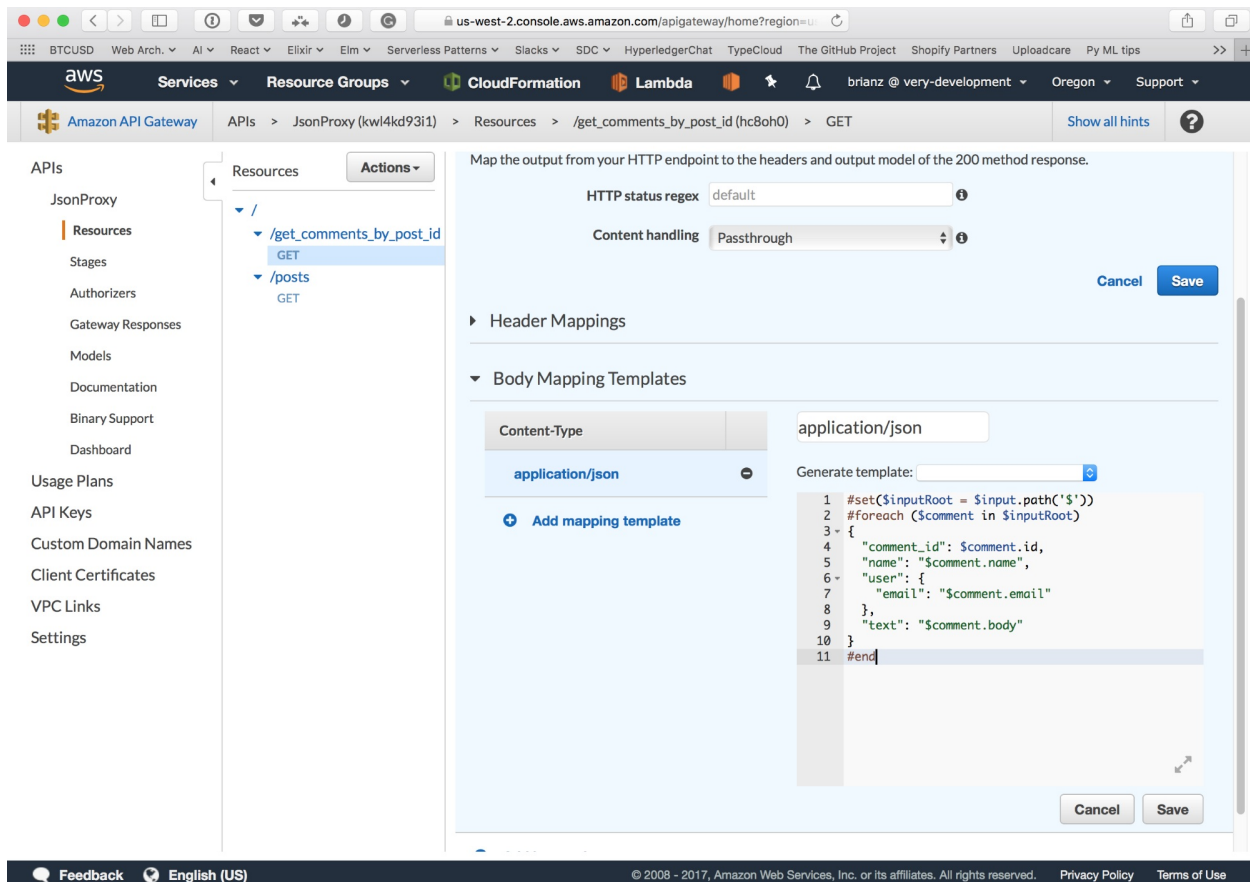 us-west-2.console.aws.amazon.com/apigateway/home?region=u
BTCUSD Web Arch. AI React Elixir Elm Serverless Patterns Slacks SDC HyperledgerChat TypeCloud The GitHub Project Shopify Partners Uploadcare Py ML tips >> +
aws Services Resource Groups CloudFormation Lambda brianz @ very-development Oregon Support
Amazon API Gateway APIs > JsonProxy (kwl4kd93i1) > Resources > /get_comments_by_post_id (hc8oh0) > GET Show all hints ?
APIs
JsonProxy
Resources
Stages
Authorizers
Gateway Responses
Models
Documentation
Binary Support
Dashboard
Usage Plans
API Keys
Custom Domain Names
Client Certificates
VPC Links
Settings
Resources Actions
/
/get_comments_by_post_id
GET
/posts
GET
Map the output from your HTTP endpoint to the headers and output model of the 200 method response.
HTTP status regex default
Content handling Passthrough
Cancel Save
Header Mappings
Body Mapping Templates
Content-Type
application/json
Add mapping template
application/json
Generate template:
1 #set($inputRoot = $input.path('$'))
2 #foreach ($comment in $inputRoot)
3 {
4 "comment_id": $comment.id,
5 "name": "$comment.name",
6 "user": {
7 "email": "$comment.email"
8 },
9 "text": "$comment.body"
10 }
11 #end
Cancel Save
Feedback English (US) © 2008 - 2017, Amazon Web Services, Inc. or its affiliates. All rights reserved. Privacy Policy Terms of Use